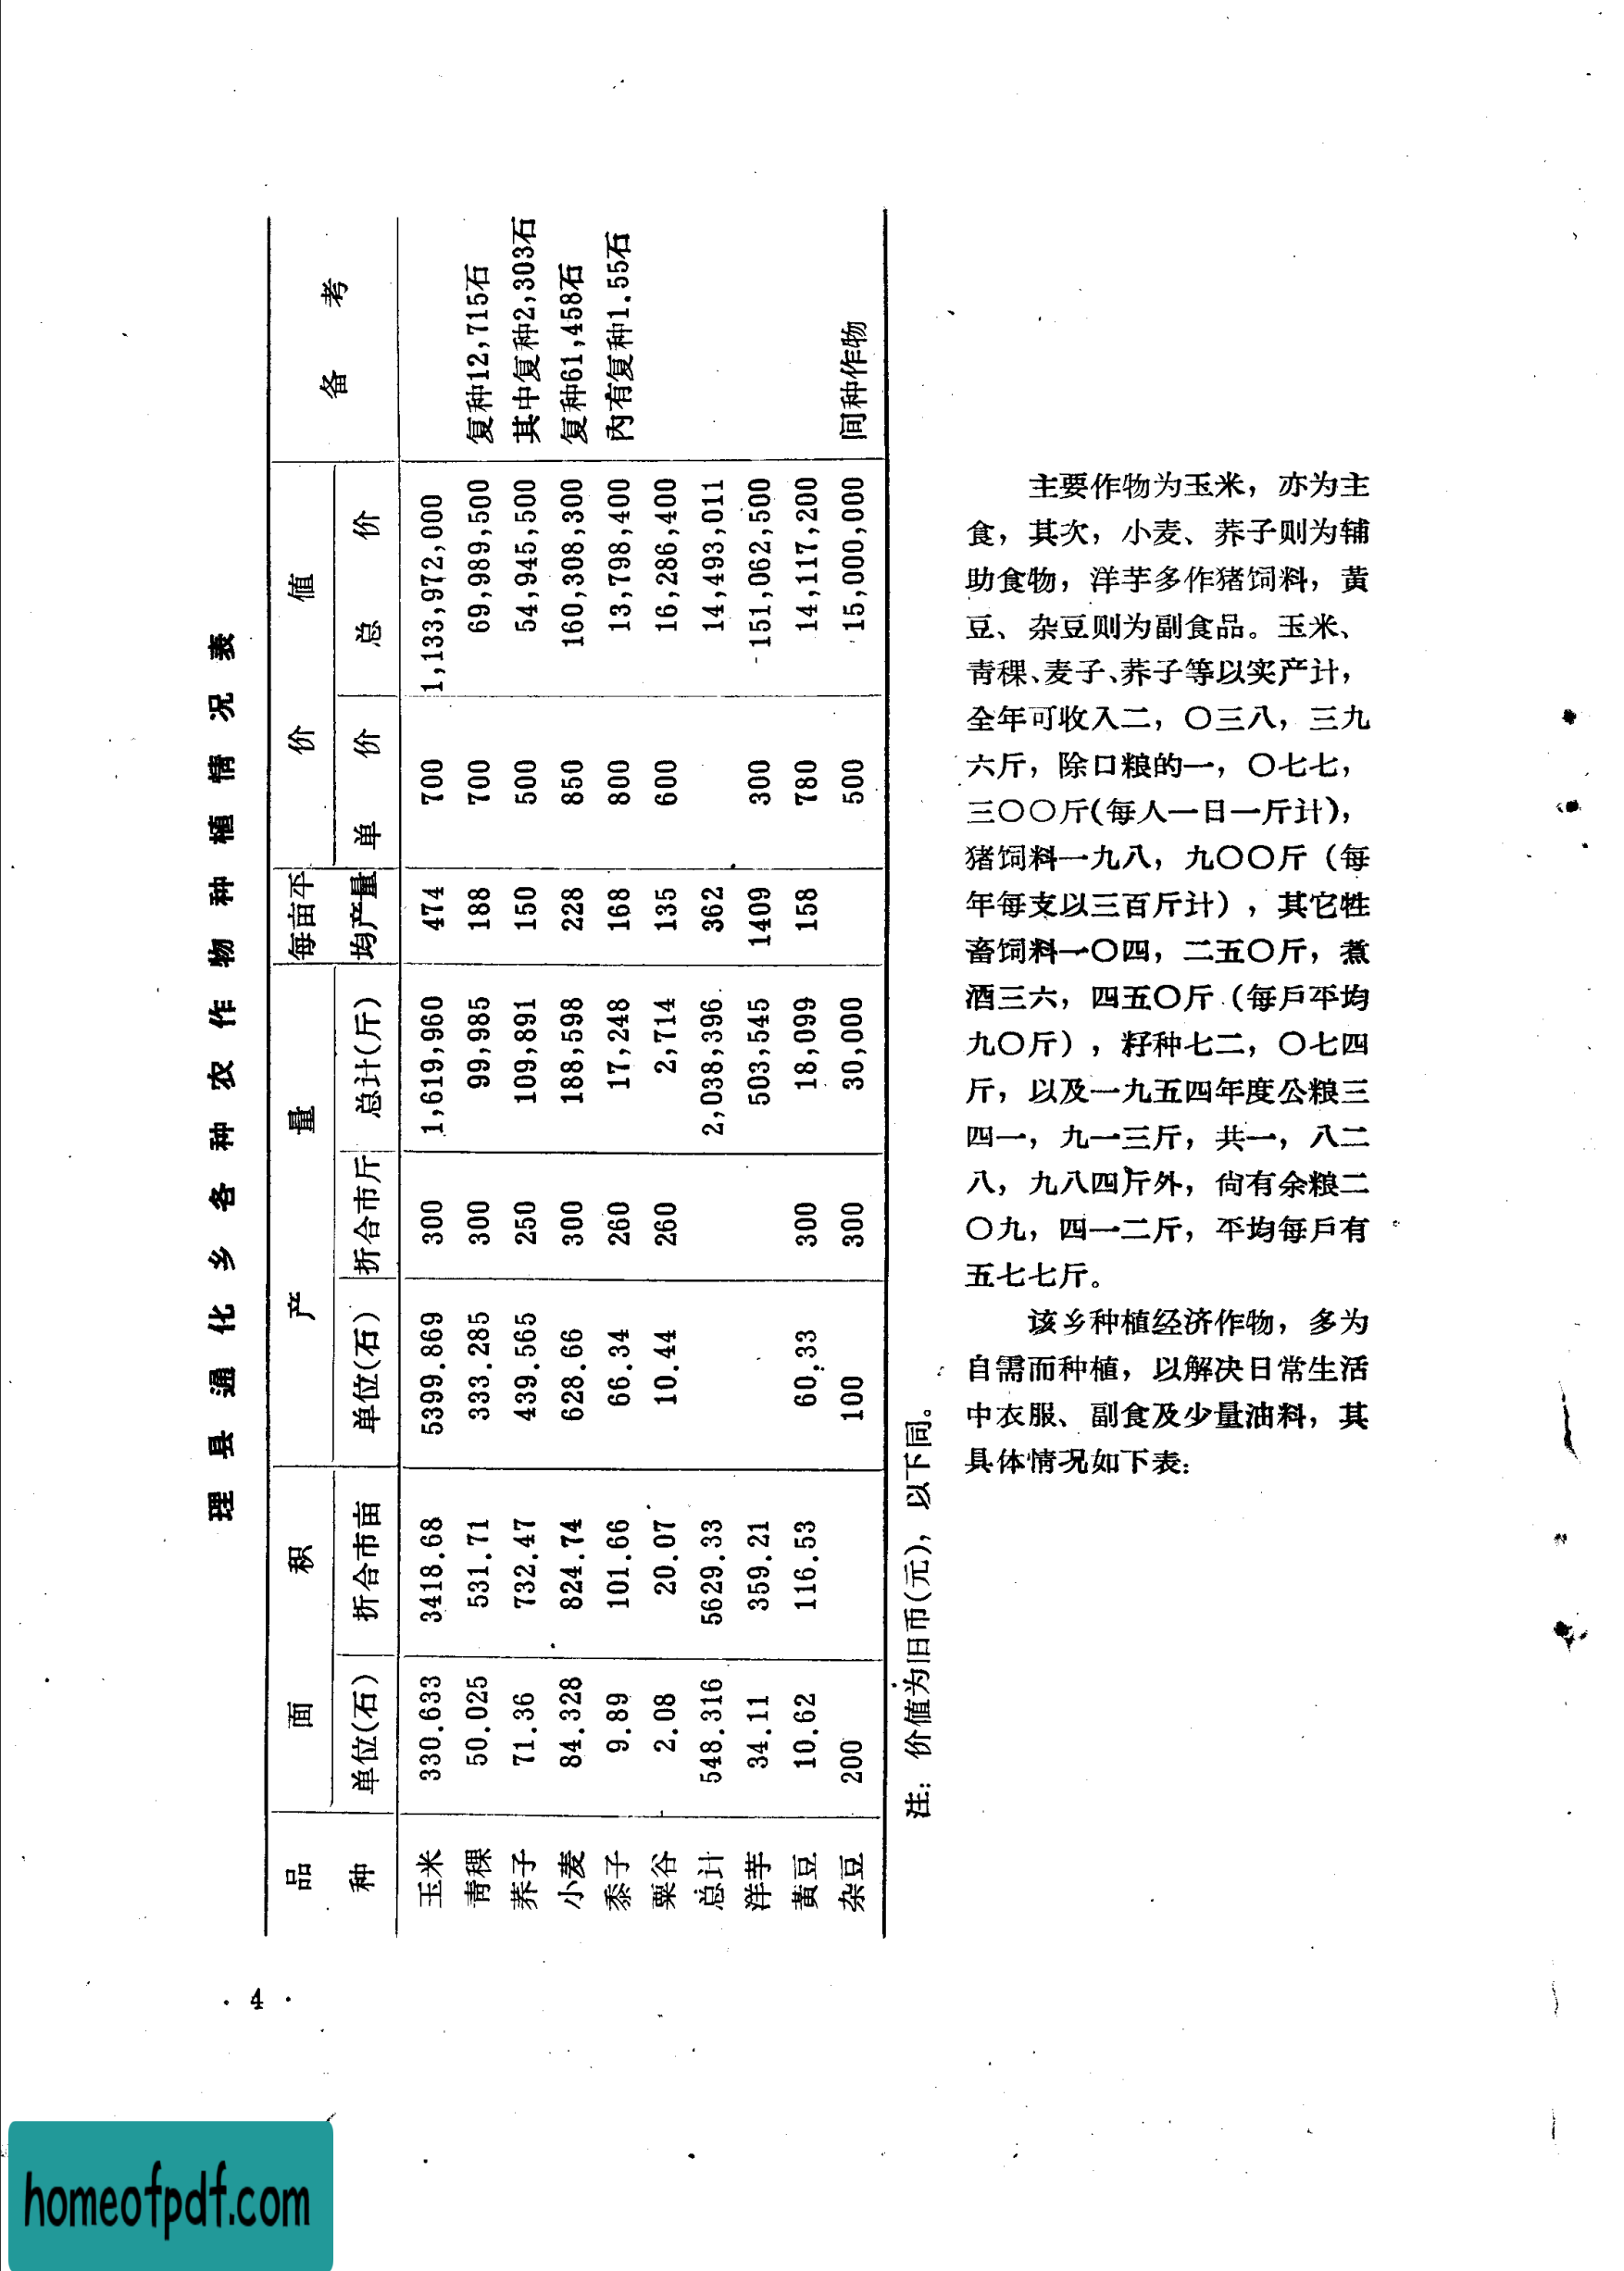 理县通化乡各种农作物种植情况表
品种 面积 产量 每亩平均产量 价值 备考
单位(石) 折合市亩 单位(石) 折合市斤 总计(斤) 单价 总价
玉米 330.633 3418.68 5399.869 300 1,619,960 474 700 1,133,972,000
青稞 50.025 531.71 333.285 300 99,985 188 700 69,989,500 复种12,715石
荞子 71.36 732.47 439.565 250 109,891 150 500 54,945,500 其中复种2,303石
小麦 84.328 824.74 628.66 300 188,598 228 850 160,308,300 复种61,458石
黍子 9.89 101.66 66.34 260 17,248 168 800 13,798,400 内有复种1.55石
粟谷 2.08 20.07 10.44 260 2,714 135 600 16,286,400
总计 548.316 5629.33 2,038,396 362 14,493,011
洋芋 34.11 359.21 503,545 1409 300 151,062,500
黄豆 10.62 116.53 60.33 300 18,099 158 780 14,117,200
杂豆 200 100 300 30,000 500 15,000,000 间种作物
注：价值为旧币(元)，以下同。
主要作物为玉米，亦为主
食，其次，小麦、荞子则为辅
助食物，洋芋多作猪饲料，黄
豆、杂豆则为副食品。玉米、
青稞、麦子、荞子等以实产计，
全年可收入二，〇三八，三九
六斤，除口粮的一，〇七七，
三〇〇斤(每人一日一斤计)，
猪饲料一九八，九〇〇斤（每
年每支以三百斤计），其它牲
畜饲料一〇四，二五〇斤，煮
酒三六，四五〇斤（每户平均
九〇斤），籽种七二，〇七四
斤，以及一九五四年度公粮三
四一，九一三斤，共一，八二
八，九八四斤外，尚有余粮二
〇九，四一二斤，平均每户有
五七七斤。
该乡种植经济作物，多为
自需而种植，以解决日常生活
中衣服、副食及少量油料，其
具体情况如下表：
· 4 ·
homeofpdf.com